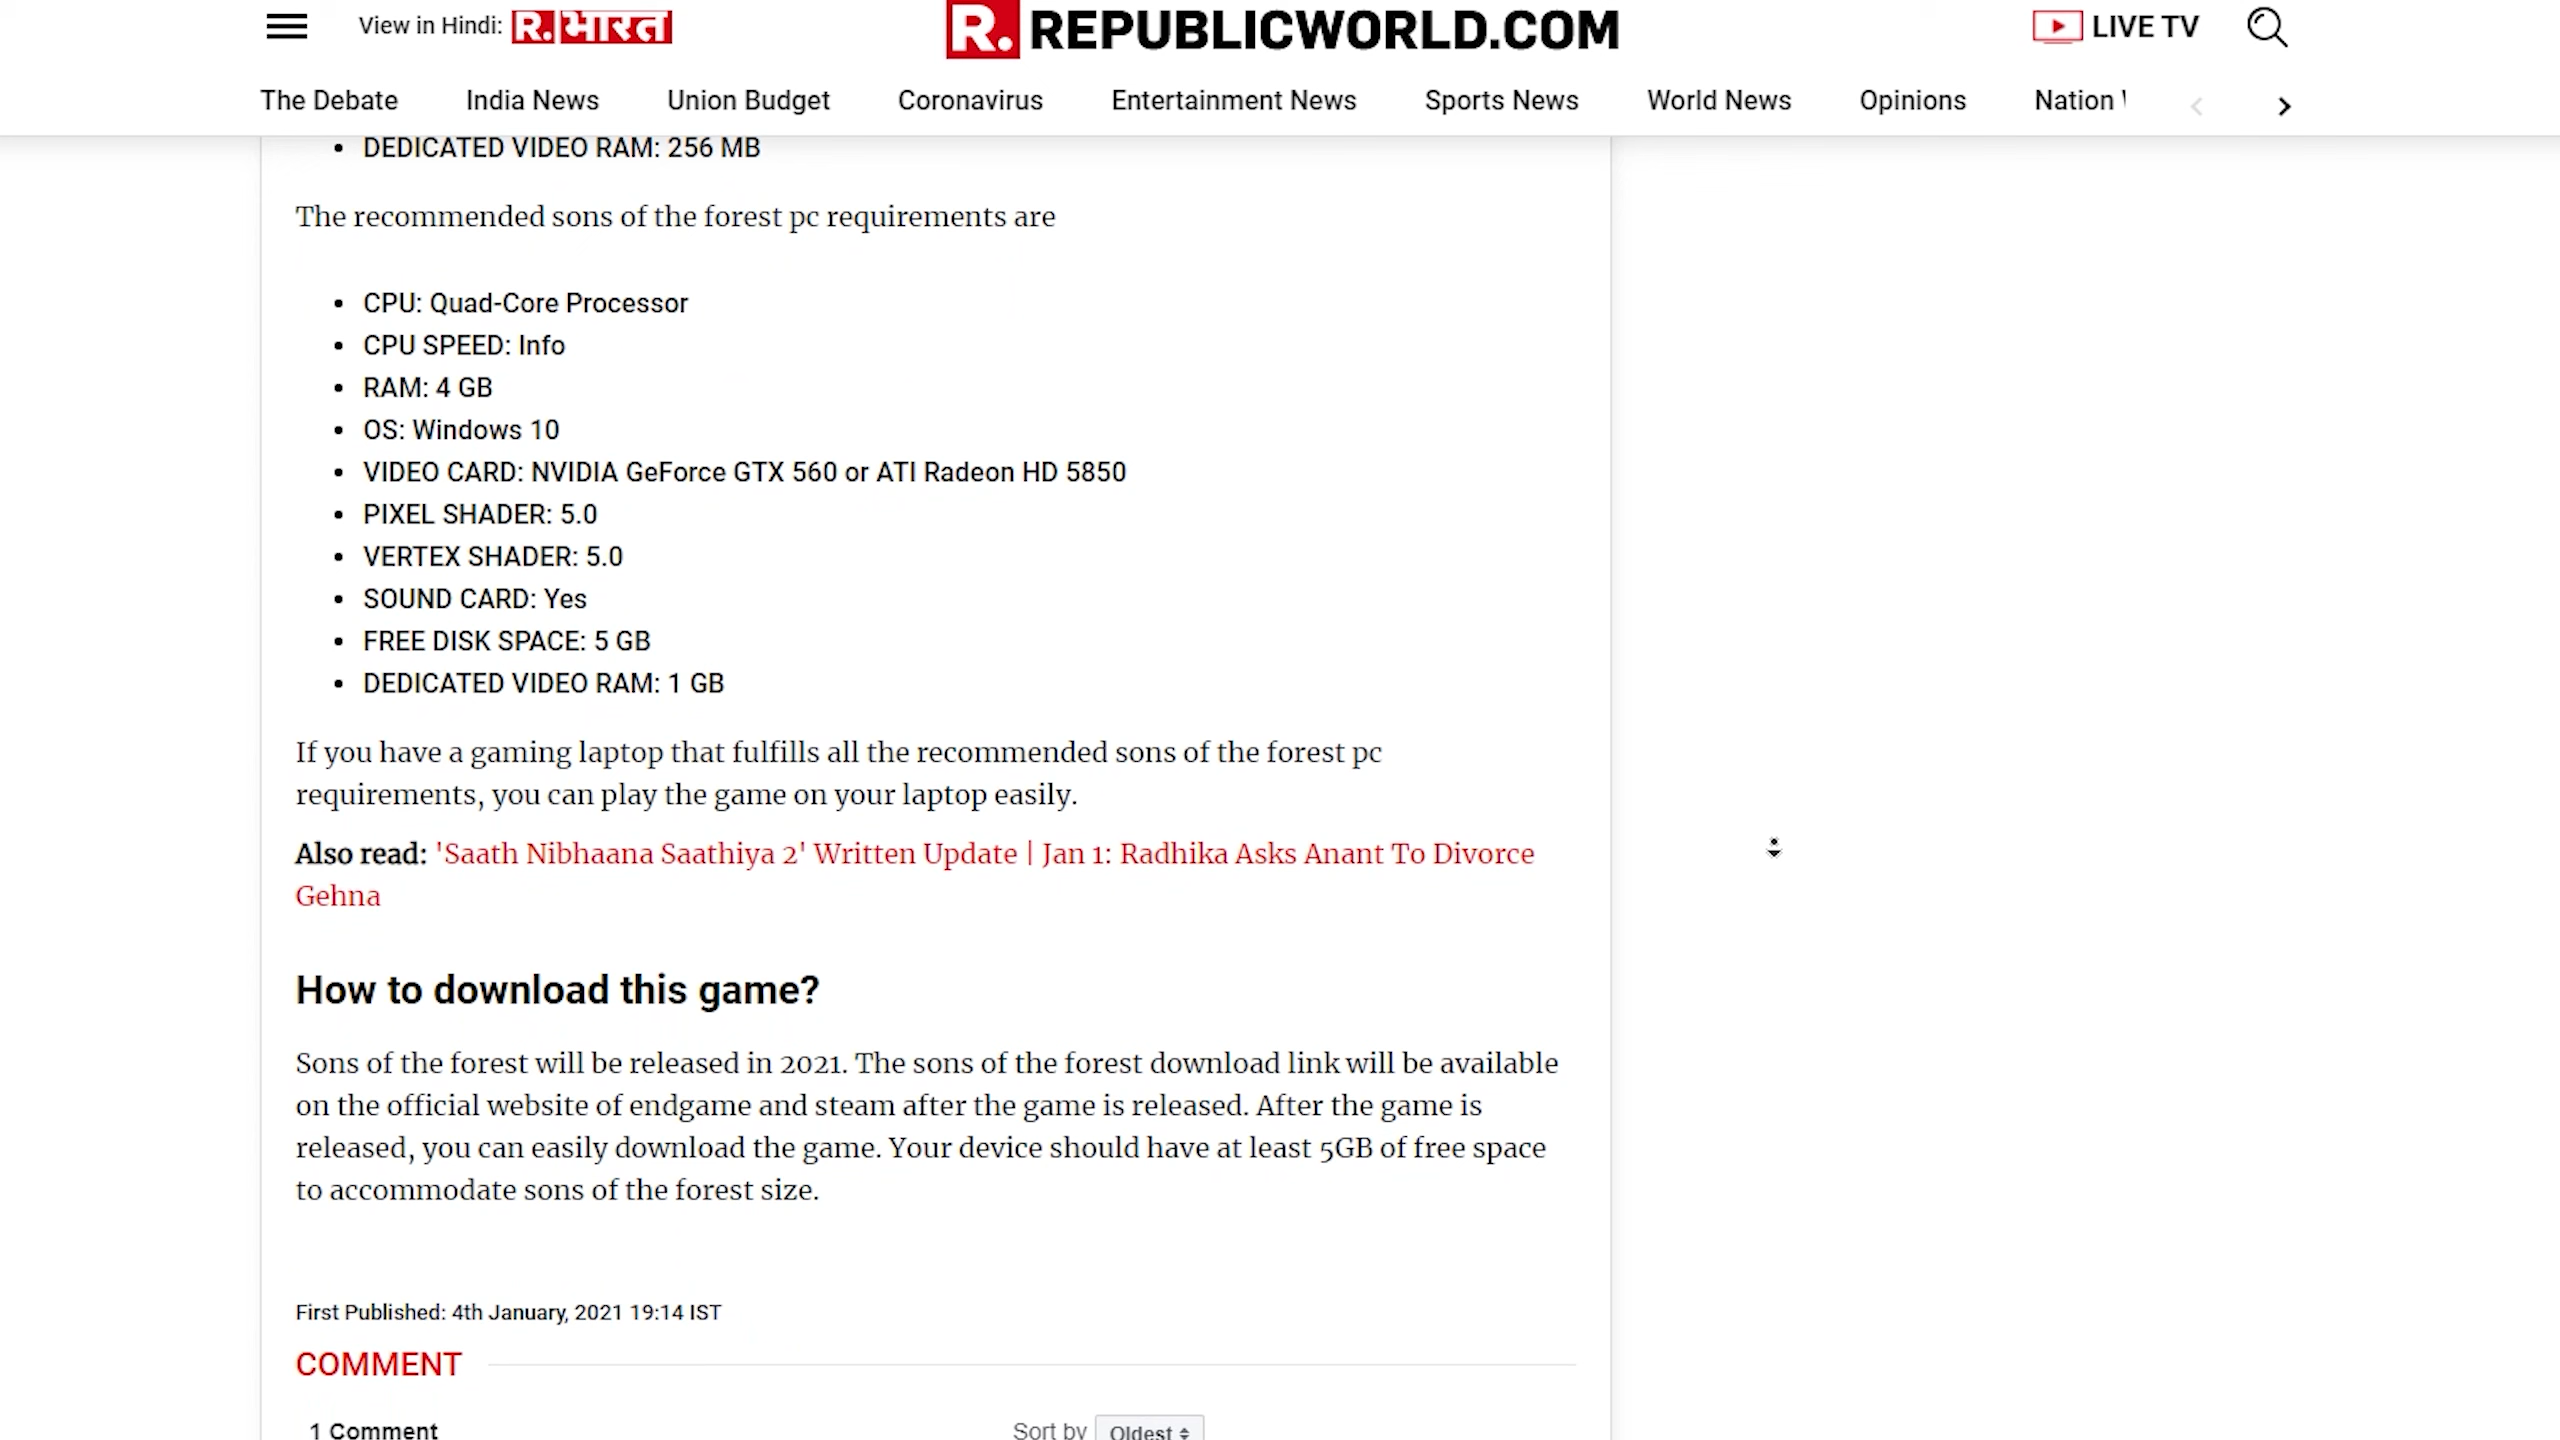 View in Hindi: R. भारत
R. REPUBLICWORLD.COM
LIVE TV
The Debate India News Union Budget Coronavirus Entertainment News Sports News World News Opinions Nation
• DEDICATED VIDEO RAM: 256 MB
The recommended sons of the forest pc requirements are
• CPU: Quad-Core Processor
• CPU SPEED: Info
• RAM: 4 GB
• OS: Windows 10
• VIDEO CARD: NVIDIA GeForce GTX 560 or ATI Radeon HD 5850
• PIXEL SHADER: 5.0
• VERTEX SHADER: 5.0
• SOUND CARD: Yes
• FREE DISK SPACE: 5 GB
• DEDICATED VIDEO RAM: 1 GB
If you have a gaming laptop that fulfills all the recommended sons of the forest pc
requirements, you can play the game on your laptop easily.
Also read: 'Saath Nibhaana Saathiya 2' Written Update | Jan 1: Radhika Asks Anant To Divorce
Gehna
How to download this game?
Sons of the forest will be released in 2021. The sons of the forest download link will be available
on the official website of endgame and steam after the game is released. After the game is
released, you can easily download the game. Your device should have at least 5GB of free space
to accommodate sons of the forest size.
First Published: 4th January, 2021 19:14 IST
COMMENT
1 Comment
Sort by Oldest